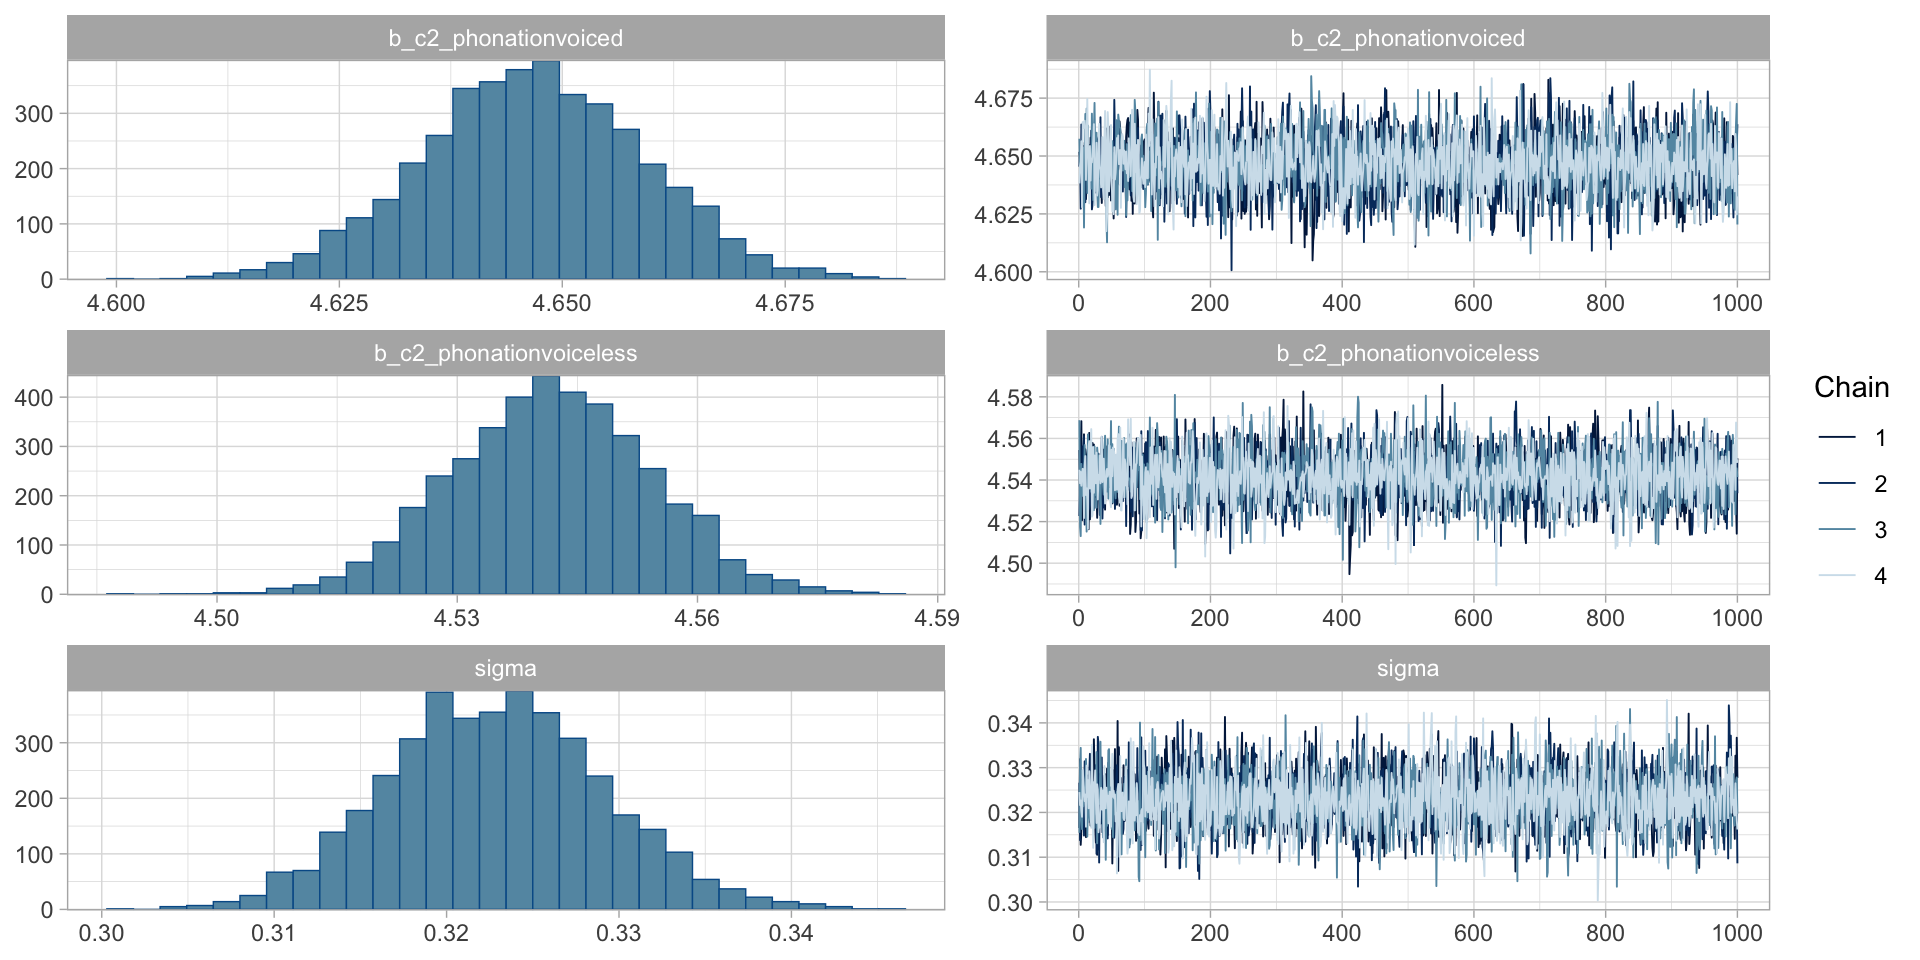 b_c2_phonationvoiced
300
200
100
0
4.600 4.625 4.650 4.675
b_c2_phonationvoiced
4.675
4.650
4.625
4.600
0 200 400 600 800 1000
b_c2_phonationvoiceless
400
300
200
100
0
4.50 4.53 4.56 4.59
b_c2_phonationvoiceless
4.58
4.56
4.54
4.52
4.50
0 200 400 600 800 1000
sigma
300
200
100
0
0.30 0.31 0.32 0.33 0.34
sigma
0.34
0.33
0.32
0.31
0.30
0 200 400 600 800 1000
Chain
1
2
3
4